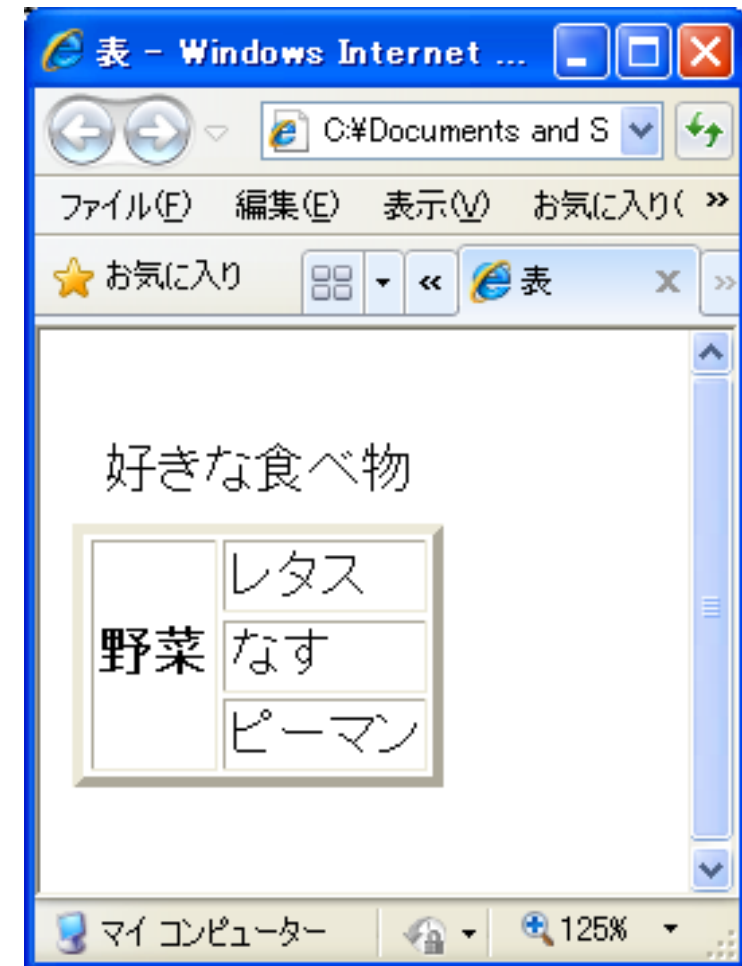 表 - Windows Internet ...
C:¥Documents and S
ファイル(F) 編集(E) 表示(V) お気に入り( »
お気に入り « 表 x »
好きな食べ物
野菜
レタス
なす
ピーマン
マイ コンピューター 125%